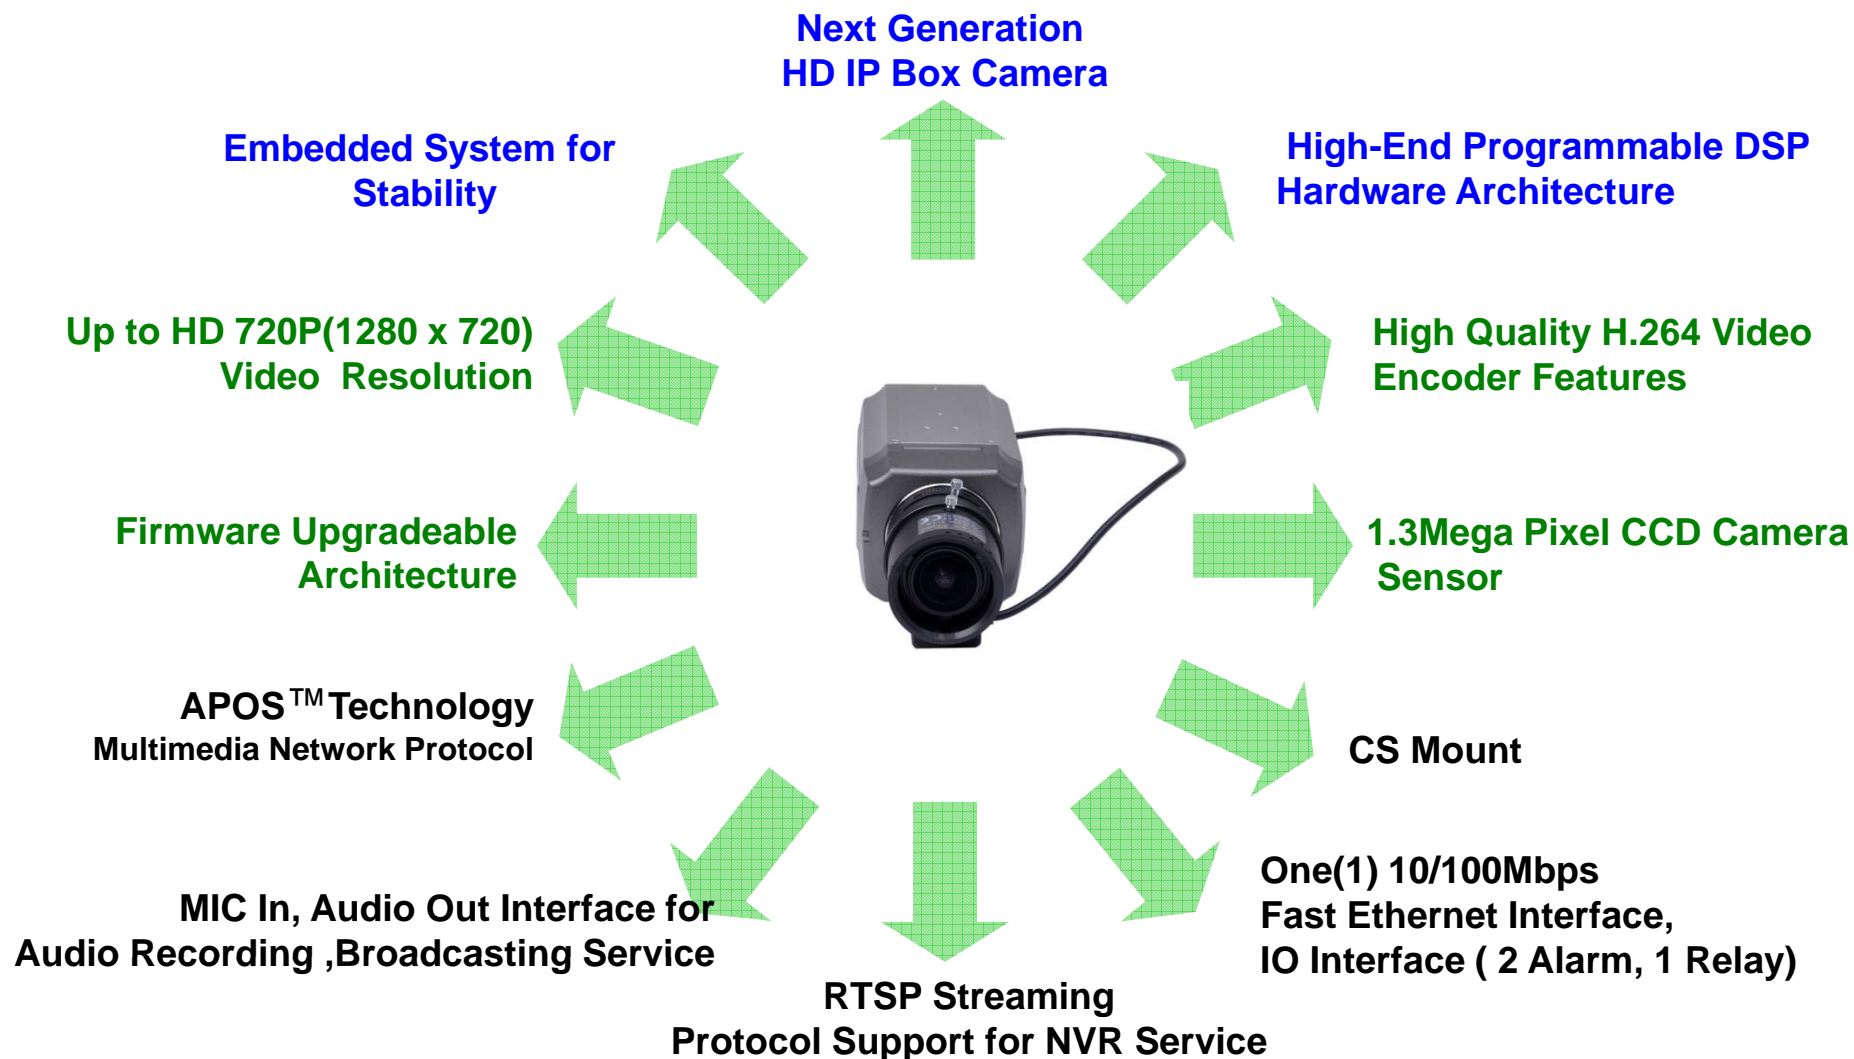 Next Generation
HD IP Box Camera
Embedded System for
Stability
High-End Programmable DSP
Hardware Architecture
Up to HD 720P(1280 x 720)
Video Resolution
High Quality H.264 Video
Encoder Features
Firmware Upgradeable
Architecture
1.3Mega Pixel CCD Camera
Sensor
APOS™Technology
Multimedia Network Protocol
CS Mount
MIC In, Audio Out Interface for
Audio Recording ,Broadcasting Service
One(1) 10/100Mbps
Fast Ethernet Interface,
IO Interface ( 2 Alarm, 1 Relay)
RTSP Streaming
Protocol Support for NVR Service